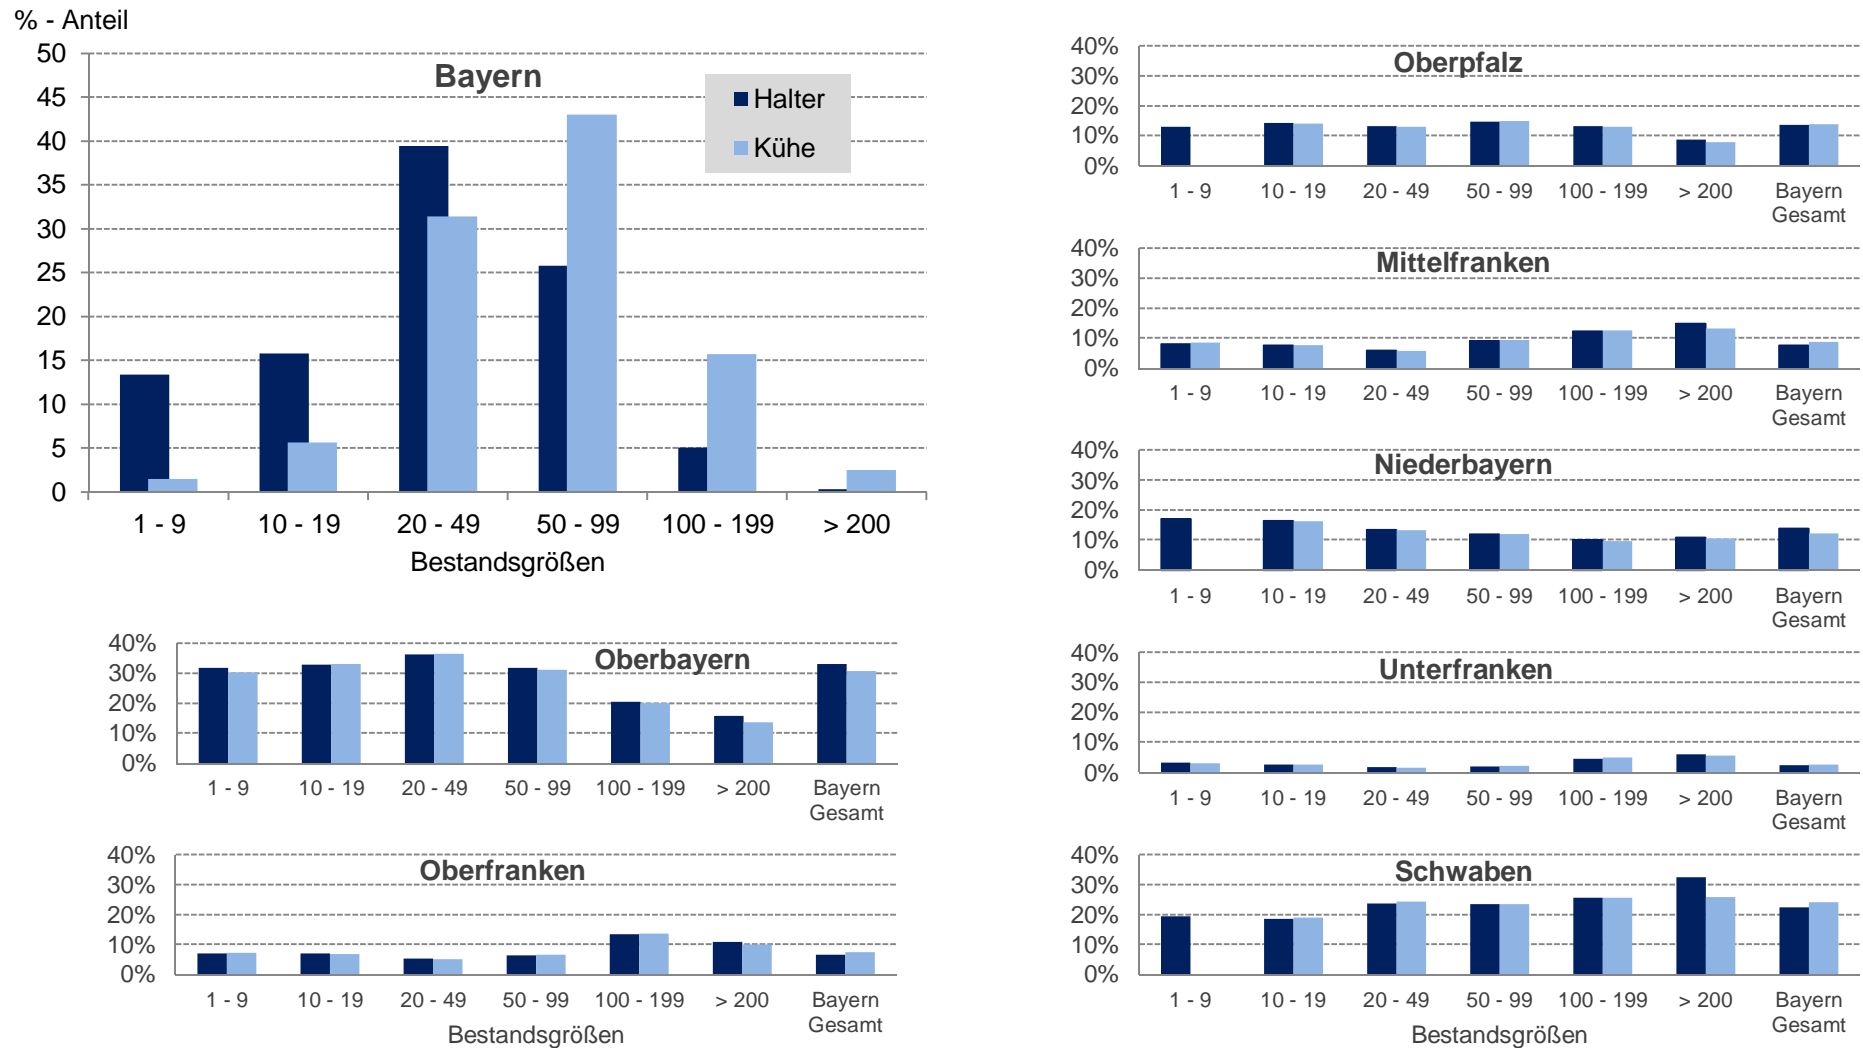 % - Anteil
50
45
40
35
30
25
20
15
10
5
0
Bayern
Halter
Kühe
1 - 9 10 - 19 20 - 49 50 - 99 100 - 199 > 200
Bestandsgrößen
40%
30%
20%
10%
0%
Oberbayern
1 - 9 10 - 19 20 - 49 50 - 99 100 - 199 > 200 Bayern
Gesamt
40%
30%
20%
10%
0%
Oberfranken
1 - 9 10 - 19 20 - 49 50 - 99 100 - 199 > 200 Bayern
Gesamt
Bestandsgrößen
40%
30%
20%
10%
0%
Oberpfalz
1 - 9 10 - 19 20 - 49 50 - 99 100 - 199 > 200 Bayern
Gesamt
40%
30%
20%
10%
0%
Mittelfranken
1 - 9 10 - 19 20 - 49 50 - 99 100 - 199 > 200 Bayern
Gesamt
40%
30%
20%
10%
0%
Niederbayern
1 - 9 10 - 19 20 - 49 50 - 99 100 - 199 > 200 Bayern
Gesamt
40%
30%
20%
10%
0%
Unterfranken
1 - 9 10 - 19 20 - 49 50 - 99 100 - 199 > 200 Bayern
Gesamt
40%
30%
20%
10%
0%
Schwaben
1 - 9 10 - 19 20 - 49 50 - 99 100 - 199 > 200 Bayern
Gesamt
Bestandsgrößen